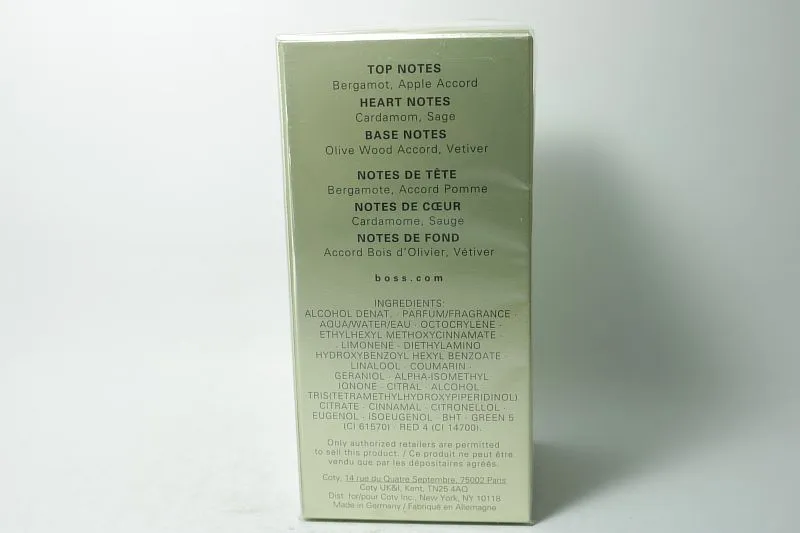 TOP NOTES
Bergamot, Apple Accord
HEART NOTES
Cardamom, Sage
BASE NOTES
Olive Wood Accord, Vetiver
NOTES DE TÊTE
Bergamote, Accord Pomme
NOTES DE CŒUR
Cardamome, Sauge
NOTES DE FOND
Accord Bois d'Olivier, Vétiver
boss.com
INGREDIENTS:
ALCOHOL DENAT. · PARFUM/FRAGRANCE ·
AQUA/WATER/EAU · OCTOCRYLENE ·
ETHYLHEXYL METHOXYCINNAMATE ·
· LIMONENE · DIETHYLAMINO
HYDROXYBENZOYL HEXYL BENZOATE ·
LINALOOL · COUMARIN ·
GERANIOL · ALPHA-ISOMETHYL
IONONE · CITRAL · ALCOHOL ·
TRIS(TETRAMETHYLHYDROXYPIPERIDINOL)
CITRATE · CINNAMAL · CITRONELLOL ·
EUGENOL · ISOEUGENOL · BHT · GREEN 5
(CI 61570) · RED 4 (CI 14700).
Only authorized retailers are permitted
to sell this product. / Ce produit ne peut être
vendu que par les dépositaires agréés.
Coty, 14 rue du Quatre Septembre, 75002 Paris
Coty UK&I, Kent, TN25 4AQ
Dist. for/pour Coty Inc., New York, NY 10118
Made in Germany / Fabriqué en Allemagne